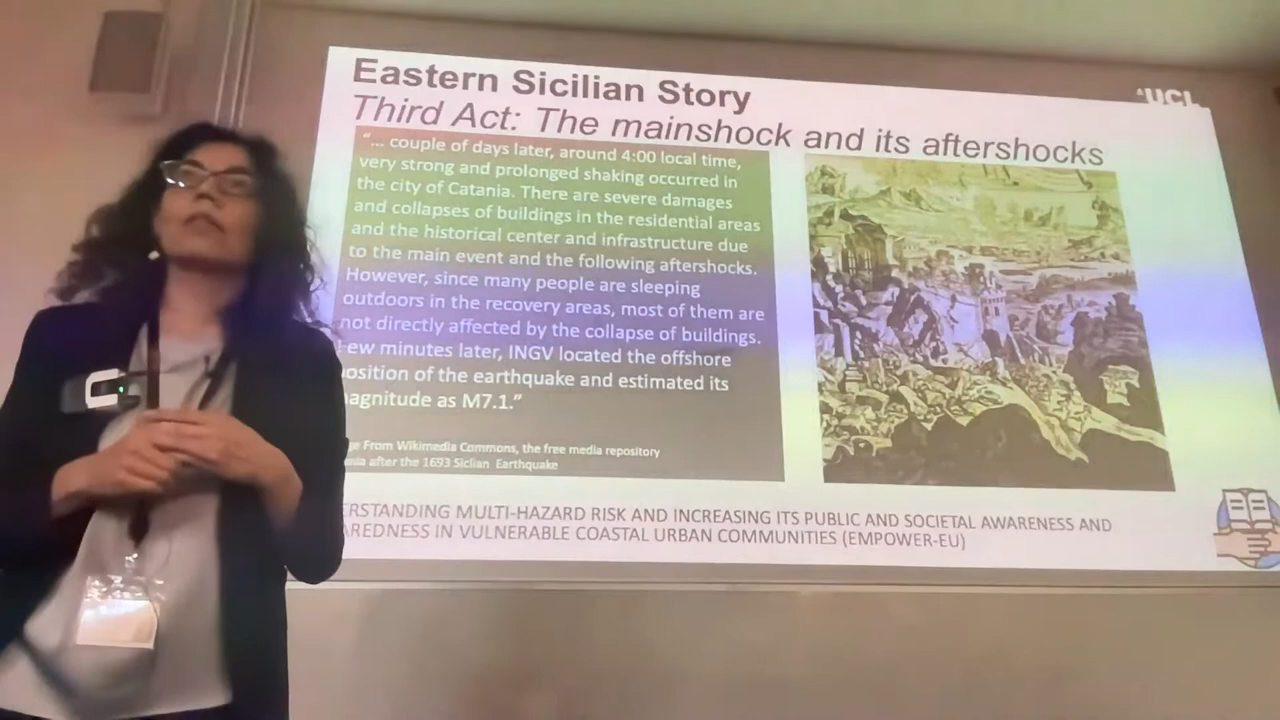 UCL
Eastern Sicilian Story
Third Act: The mainshock and its aftershocks
“... couple of days later, around 4:00 local time,
very strong and prolonged shaking occurred in
the city of Catania. There are severe damages
and collapses of buildings in the residential areas
and the historical center and infrastructure due
to the main event and the following aftershocks.
However, since many people are sleeping
outdoors in the recovery areas, most of them are
not directly affected by the collapse of buildings.
ew minutes later, INGV located the offshore
osition of the earthquake and estimated its
agnitude as M7.1.”
From Wikimedia Commons, the free media repository
after the 1693 Siclian Earthquake
ERSTANDING MULTI-HAZARD RISK AND INCREASING ITS PUBLIC AND SOCIETAL AWARENESS AND
AREDNESS IN VULNERABLE COASTAL URBAN COMMUNITIES (EMPOWER-EU)